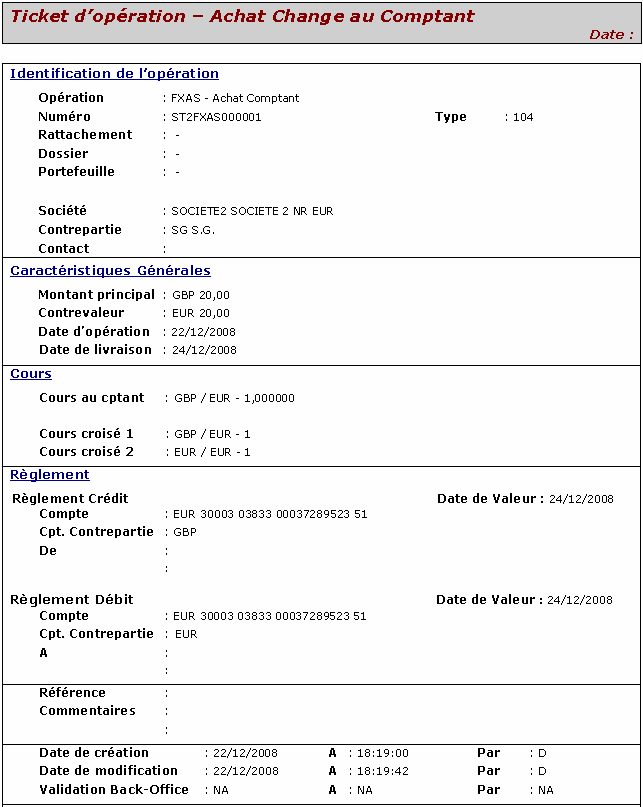 Ticket d'opération – Achat Change au Comptant
Date :
Identification de l'opération
Opération : FXAS - Achat Comptant
Numéro : ST2FXAS000001 Type : 104
Rattachement : -
Dossier : -
Portefeuille : -
Société : SOCIETE2 SOCIETE 2 NR EUR
Contrepartie : SG S.G.
Contact :
Caractéristiques Générales
Montant principal : GBP 20,00
Contrevaleur : EUR 20,00
Date d'opération : 22/12/2008
Date de livraison : 24/12/2008
Cours
Cours au cptant : GBP / EUR - 1,000000
Cours croisé 1 : GBP / EUR - 1
Cours croisé 2 : EUR / EUR - 1
Règlement
Règlement Crédit Date de Valeur : 24/12/2008
Compte : EUR 30003 03833 00037289523 51
Cpt. Contrepartie : GBP
De :
:
Règlement Débit Date de Valeur : 24/12/2008
Compte : EUR 30003 03833 00037289523 51
Cpt. Contrepartie : EUR
A :
:
Référence :
Commentaires :
:
Date de création : 22/12/2008 A : 18:19:00 Par : D
Date de modification : 22/12/2008 A : 18:19:42 Par : D
Validation Back-Office : NA A : NA Par : NA